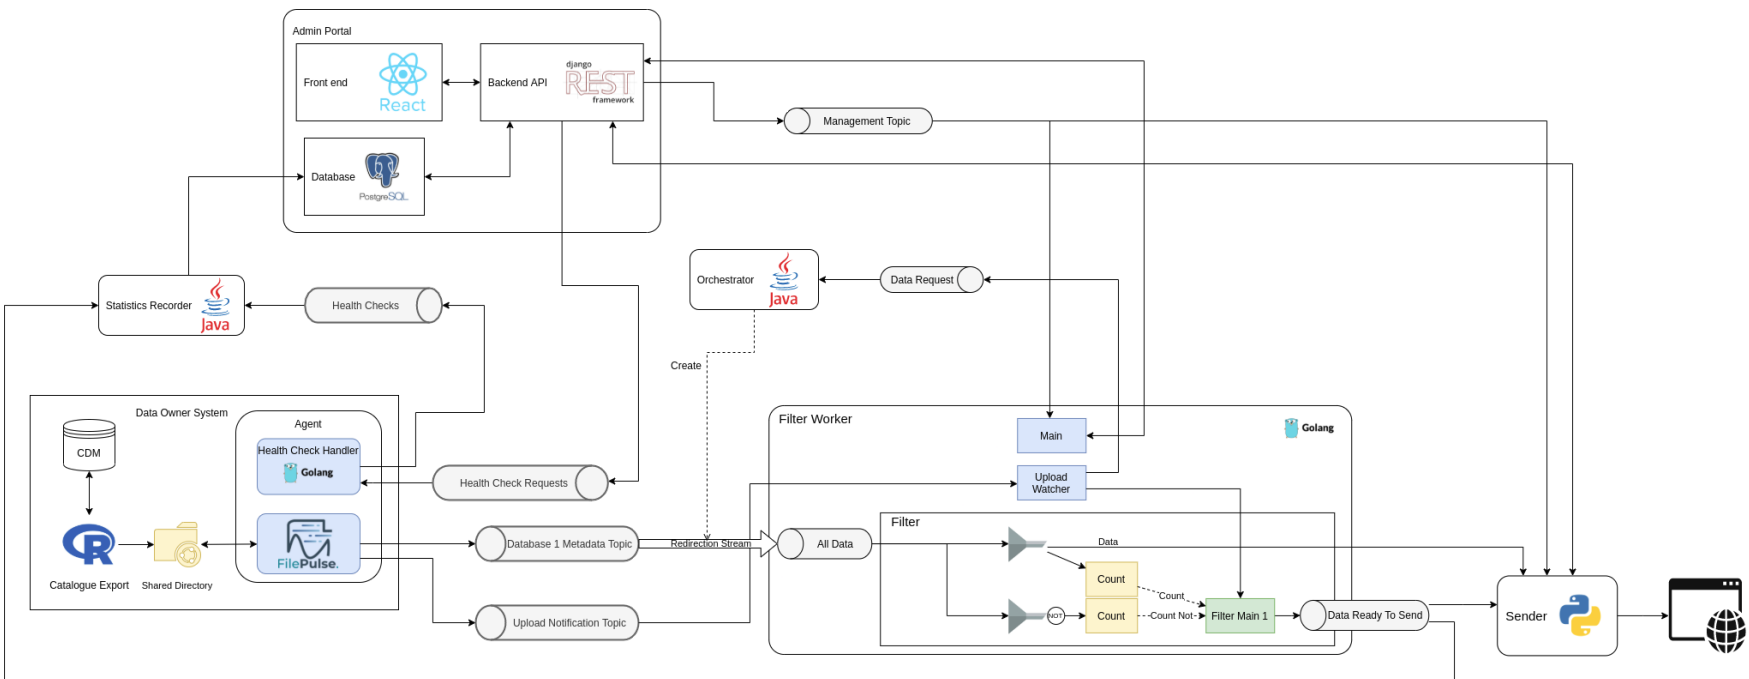 Admin Portal
Front end
React
Backend API
django
REST
framework
Management Topic
Database
PostgreSQL
Orchestrator
Java
Data Request
Statistics Recorder
Java
Health Checks
Create
Data Owner System
Agent
CDM
Health Check Handler
Golang
Health Check Requests
Filter Worker
Main
Golang
Upload
Watcher
Filter
FilePulse.
Catalogue Export
Shared Directory
Database 1 Metadata Topic
Redirection Stream
All Data
Data
Count
Count
NOT
Count
Count Not
Filter Main 1
Data Ready To Send
Upload Notification Topic
Sender